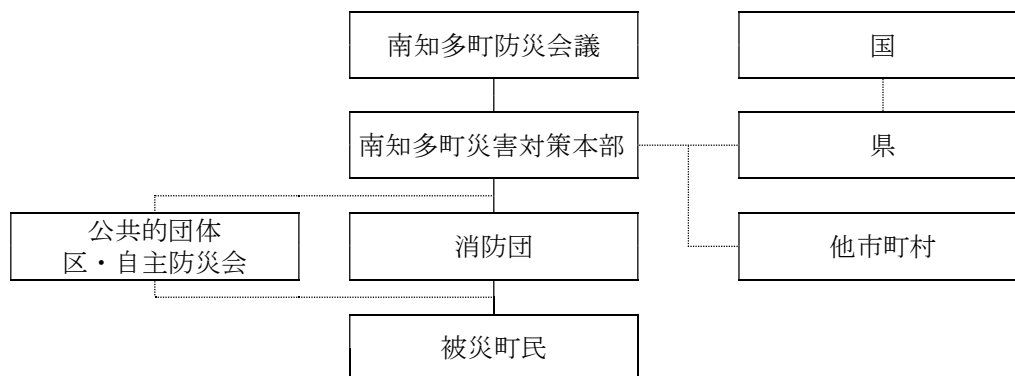 南知多町防災会議
国
南知多町災害対策本部
県
公共的団体
区・自主防災会
消防団
他市町村
被災町民